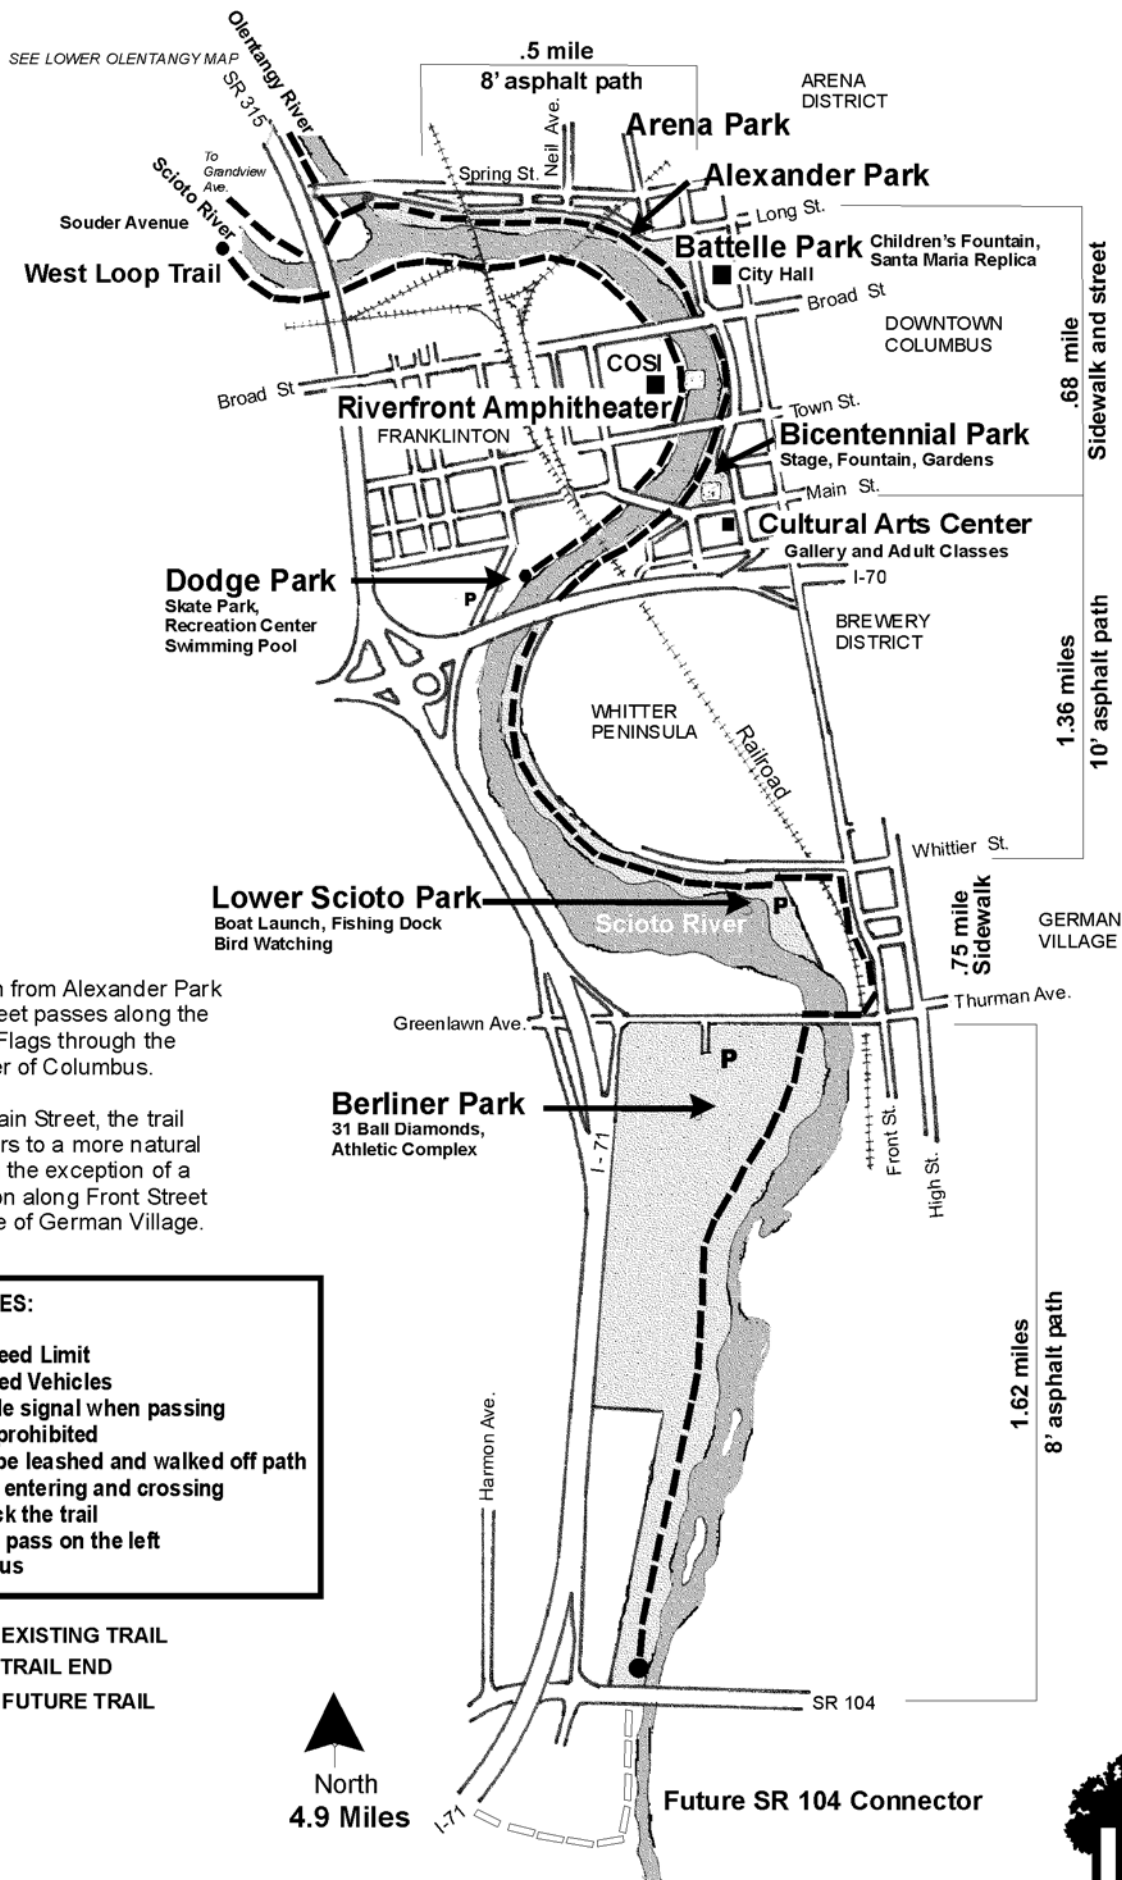 SEE LOWER OLENTANGY MAP
Olentangy River
SR 315
.5 mile
8’ asphalt path
ARENA
DISTRICT
Neil Ave.
Arena Park
To
Grandview
Ave.
Scioto River
Spring St.
Alexander Park
Long St.
Souder Avenue
West Loop Trail
Battelle Park
Children’s Fountain,
Santa Maria Replica
City Hall
Broad St
DOWNTOWN
COLUMBUS
.68 mile
Sidewalk and street
COSI
Broad St
Riverfront Amphitheater
FRANKLINTON
Town St.
Bicentennial Park
Stage, Fountain, Gardens
Main St.
Cultural Arts Center
Gallery and Adult Classes
I-70
Dodge Park
Skate Park,
Recreation Center
Swimming Pool
P
BREWERY
DISTRICT
1.36 miles
10’ asphalt path
WHITTER
PENINSULA
Railroad
Whittier St.
Lower Scioto Park
Boat Launch, Fishing Dock
Bird Watching
P
Scioto River
.75 mile
Sidewalk
GERMAN
VILLAGE
n from Alexander Park
eet passes along the
Flags through the
er of Columbus.
Greenlawn Ave.
Thurman Ave.
P
ain Street, the trail
rs to a more natural
the exception of a
on along Front Street
e of German Village.
Berliner Park
31 Ball Diamonds,
Athletic Complex
I - 71
Front St.
High St.
ES:
eed Limit
ed Vehicles
le signal when passing
prohibited
be leashed and walked off path
entering and crossing
ck the trail
pass on the left
us
Harmon Ave.
1.62 miles
8’ asphalt path
EXISTING TRAIL
TRAIL END
FUTURE TRAIL
SR 104
North
4.9 Miles
I-71
Future SR 104 Connector